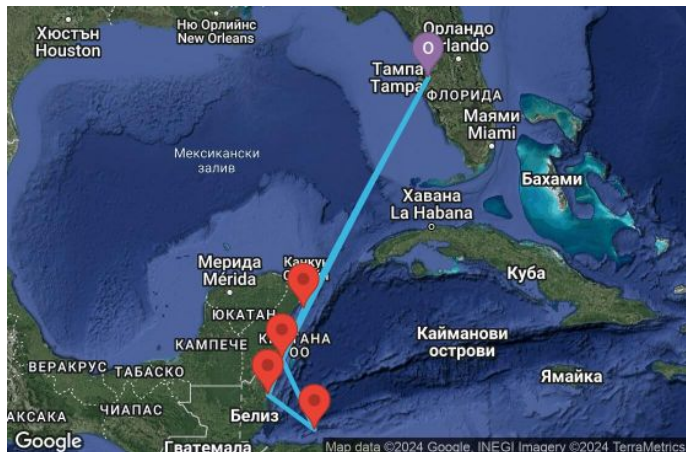 Хюстън
Houston
Ню Орлийнс
New Orleans
Орландо
O
Тампа
Tampa
ФЛОРИДА
Маями
Miami
Мексикански
залив
Бахами
Хавана
La Habana
Мерида
Mérida
ЮКАТАН
Куба
КАМПЕЧЕ
ОО
Кайманови
острови
ВЕРАКРУС
ТАБАСКО
Ямайка
ЧИАПАС
Белиз
Гватемала
Google
Map data ©2024 Google, INEGI Imagery ©2024 TerraMetrics